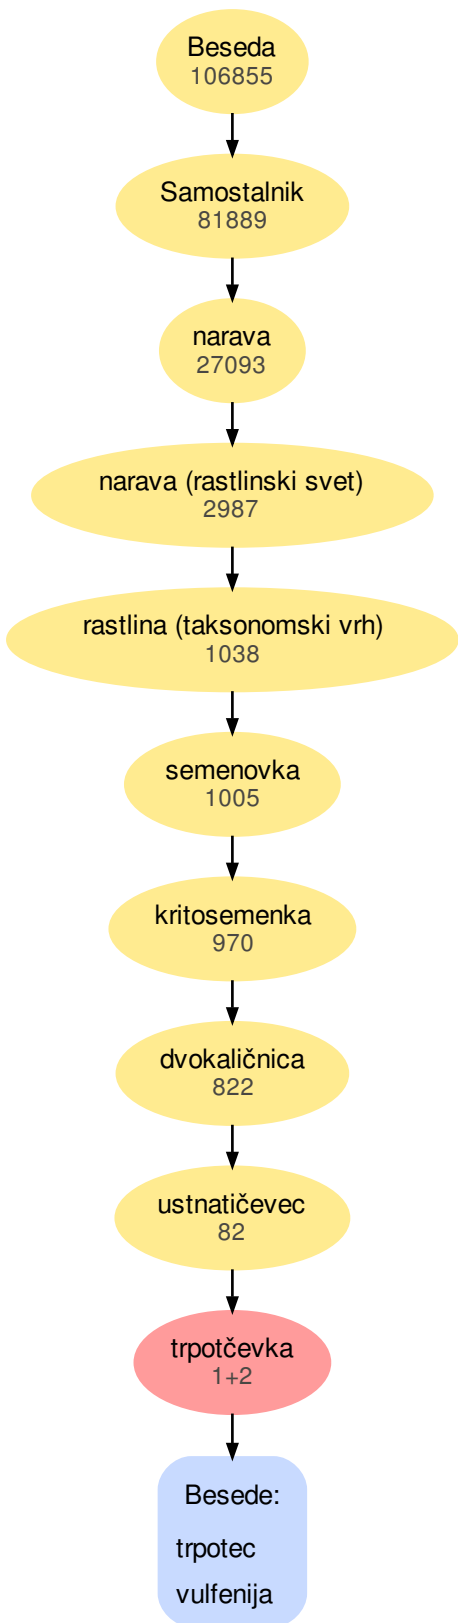 Beseda
106855
Samostalnik
81889
narava
27093
narava (rastlinski svet)
2987
rastlina (taksonomski vrh)
1038
semenovka
1005
kritosemenka
970
dvokaličnica
822
ustnatičevec
82
trpotčevka
1+2
Besede:
trpotec
vulfenija